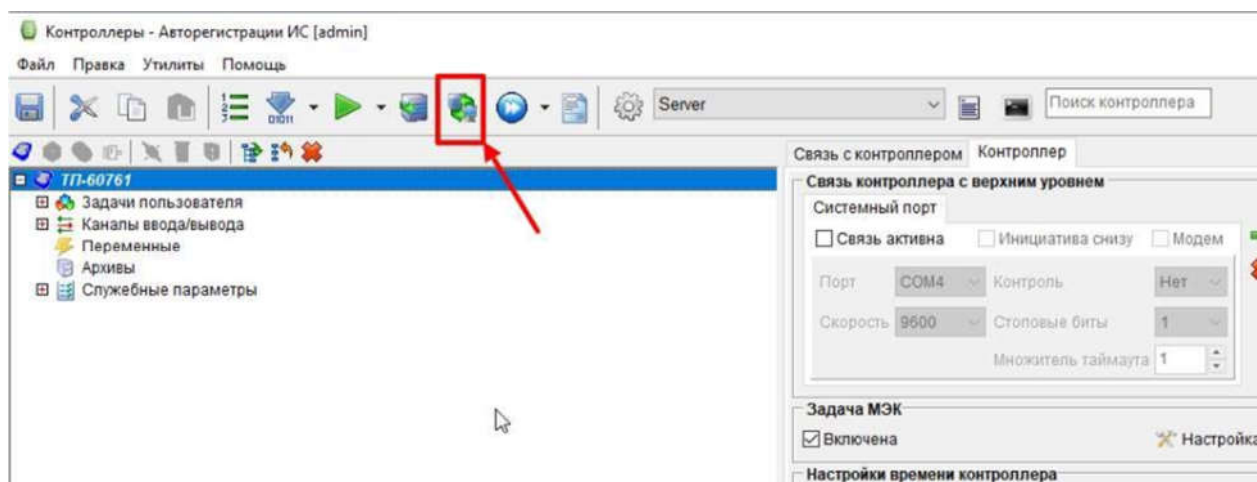 Контроллеры - Авторегистрации ИС [admin]
Файл Правка Утилиты Помощь
Server
Поиск контроллера
ТП-60761
Задачи пользователя
Каналы ввода/вывода
Переменные
Архивы
Служебные параметры
Связь с контроллером Контроллер
Связь контроллера с верхним уровнем
Системный порт
Связь активна Инициатива снизу Модем
Порт COM4 Контроль Нет
Скорость 9600 Стоповые биты 1
Множитель таймаута 1
Задача МЭК
Включена Настройка
Настройки времени контроллера